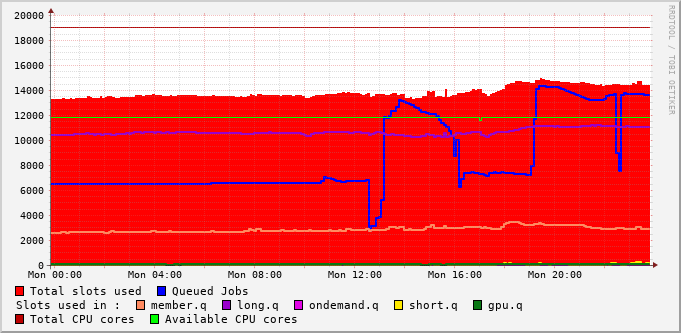 20000
18000
16000
14000
12000
10000
8000
6000
4000
2000
0
Mon 00:00 Mon 04:00 Mon 08:00 Mon 12:00 Mon 16:00 Mon 20:00
Total slots used Queued Jobs
Slots used in : member.q long.q ondemand.q short.q gpu.q
Total CPU cores Available CPU cores
RRDTOOL / TOBI OETIKER